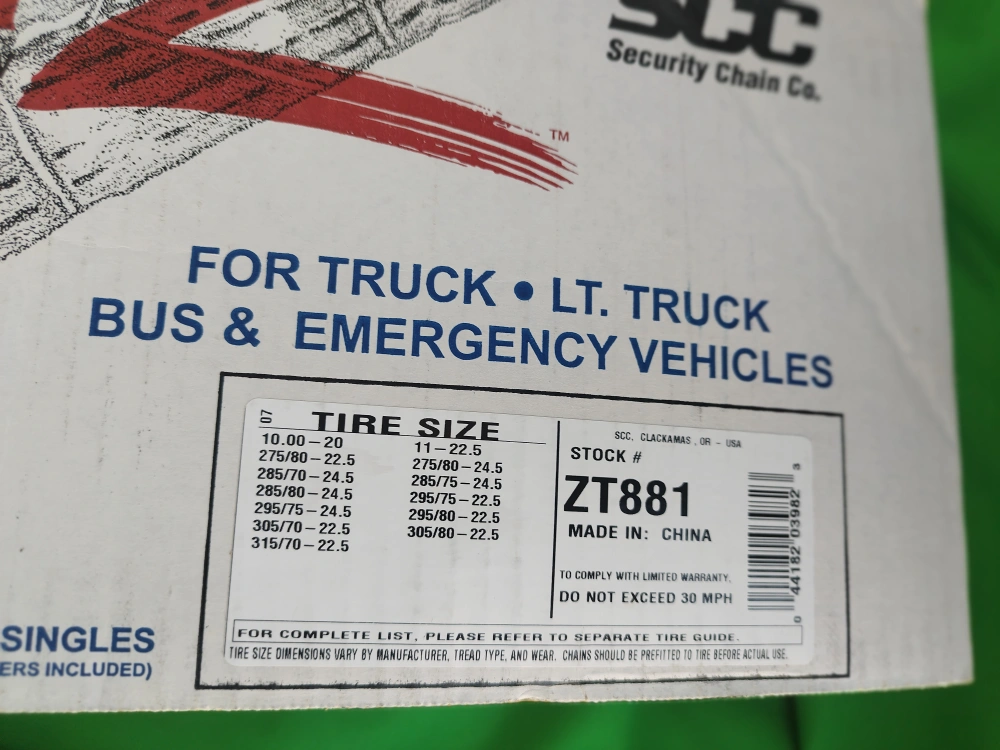 SCC
Security Chain Co.
Z
TM
FOR TRUCK • LT. TRUCK
BUS & EMERGENCY VEHICLES
07
TIRE SIZE
10.00–20 11–22.5
275/80–22.5 275/80–24.5
285/70–24.5 285/75–24.5
285/80–24.5 295/75–22.5
295/75–24.5 295/80–22.5
305/70–22.5 305/80–22.5
315/70–22.5
SCC, CLACKAMAS, OR - USA
STOCK #
ZT881
MADE IN: CHINA
TO COMPLY WITH LIMITED WARRANTY,
DO NOT EXCEED 30 MPH
0 44182 03982 3
FOR COMPLETE LIST, PLEASE REFER TO SEPARATE TIRE GUIDE.
TIRE SIZE DIMENSIONS VARY BY MANUFACTURER, TREAD TYPE, AND WEAR. CHAINS SHOULD BE PREFITTED TO TIRE BEFORE ACTUAL USE.
SINGLES
ERS INCLUDED)